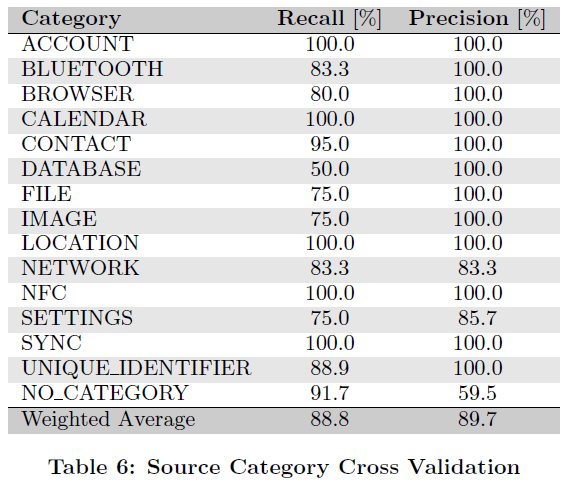 Category Recall [%] Precision [%]
ACCOUNT 100.0 100.0
BLUETOOTH 83.3 100.0
BROWSER 80.0 100.0
CALENDAR 100.0 100.0
CONTACT 95.0 100.0
DATABASE 50.0 100.0
FILE 75.0 100.0
IMAGE 75.0 100.0
LOCATION 100.0 100.0
NETWORK 83.3 83.3
NFC 100.0 100.0
SETTINGS 75.0 85.7
SYNC 100.0 100.0
UNIQUE_IDENTIFIER 88.9 100.0
NO_CATEGORY 91.7 59.5
Weighted Average 88.8 89.7
Table 6: Source Category Cross Validation